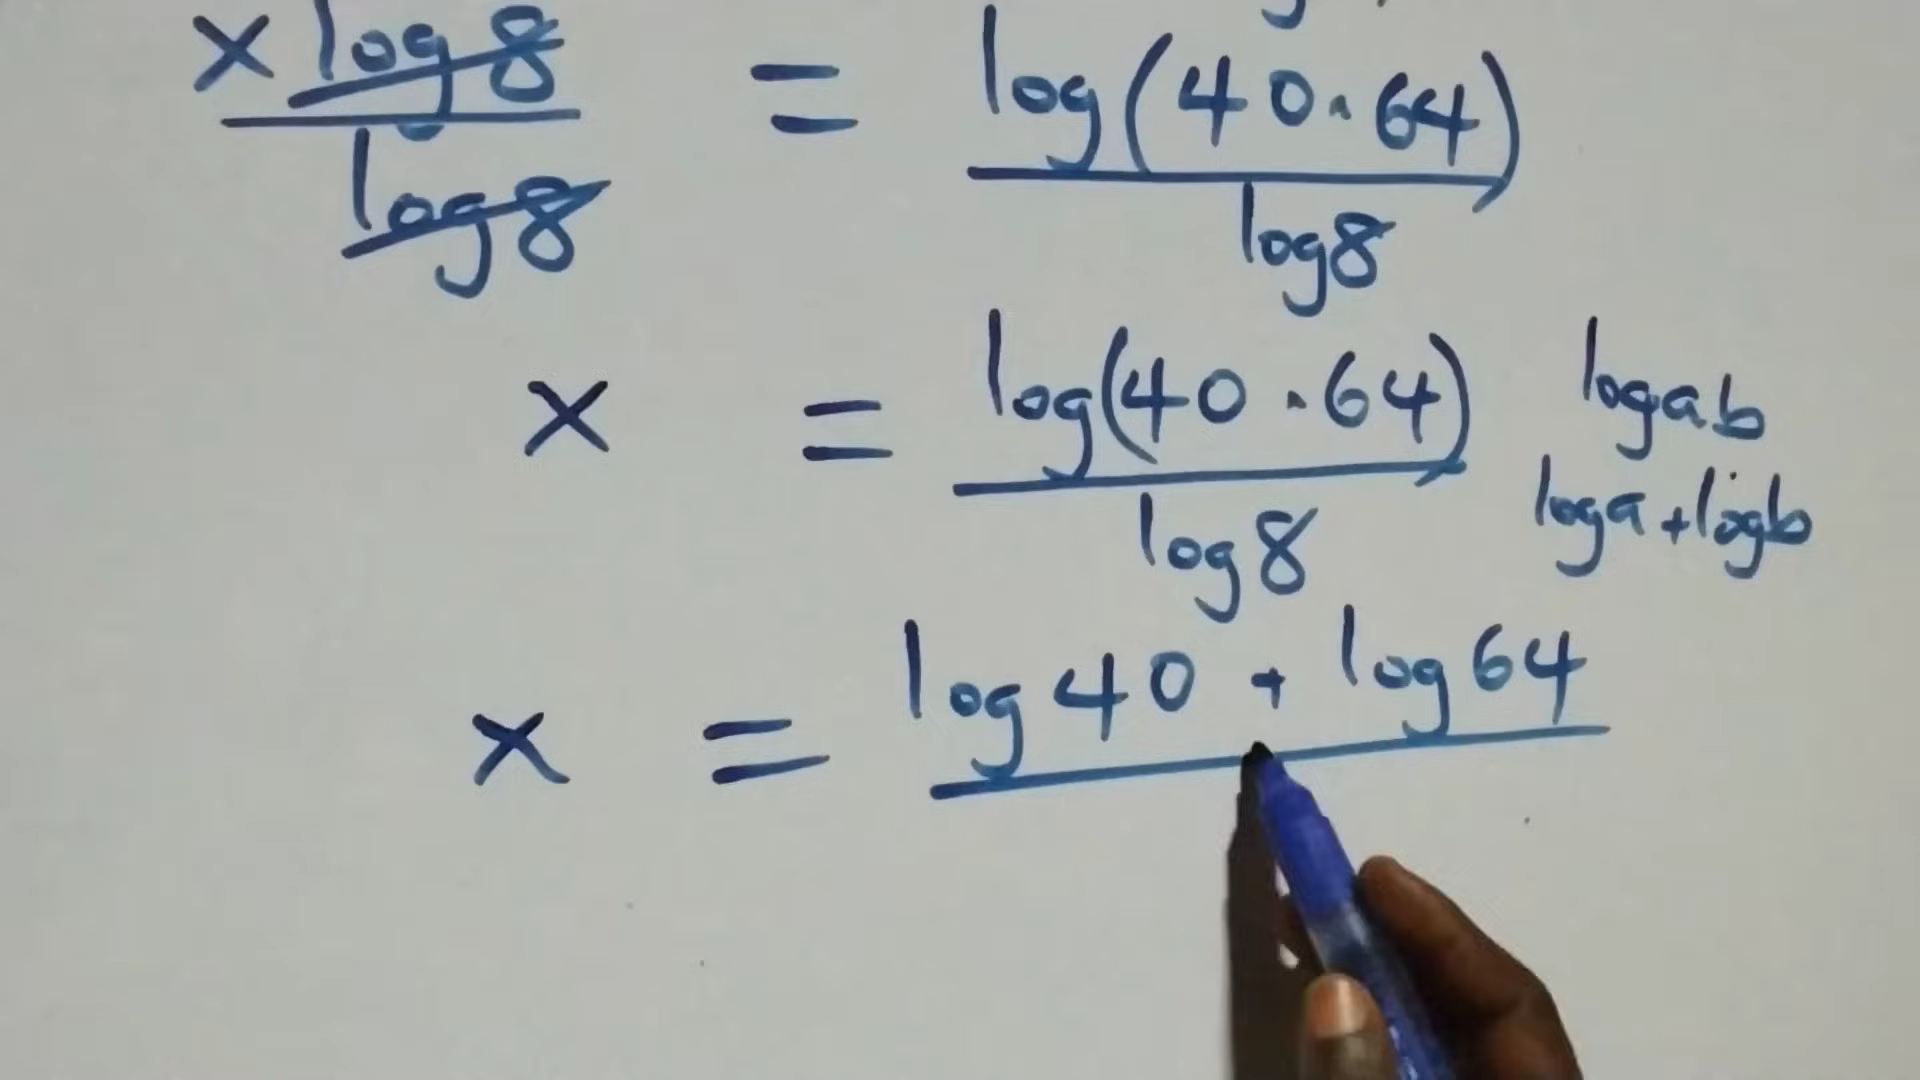 x log 8 = log(40.64)
log 8 log 8
x = log(40.64) log ab
log 8 log a + log b
x = log 40 + log 64